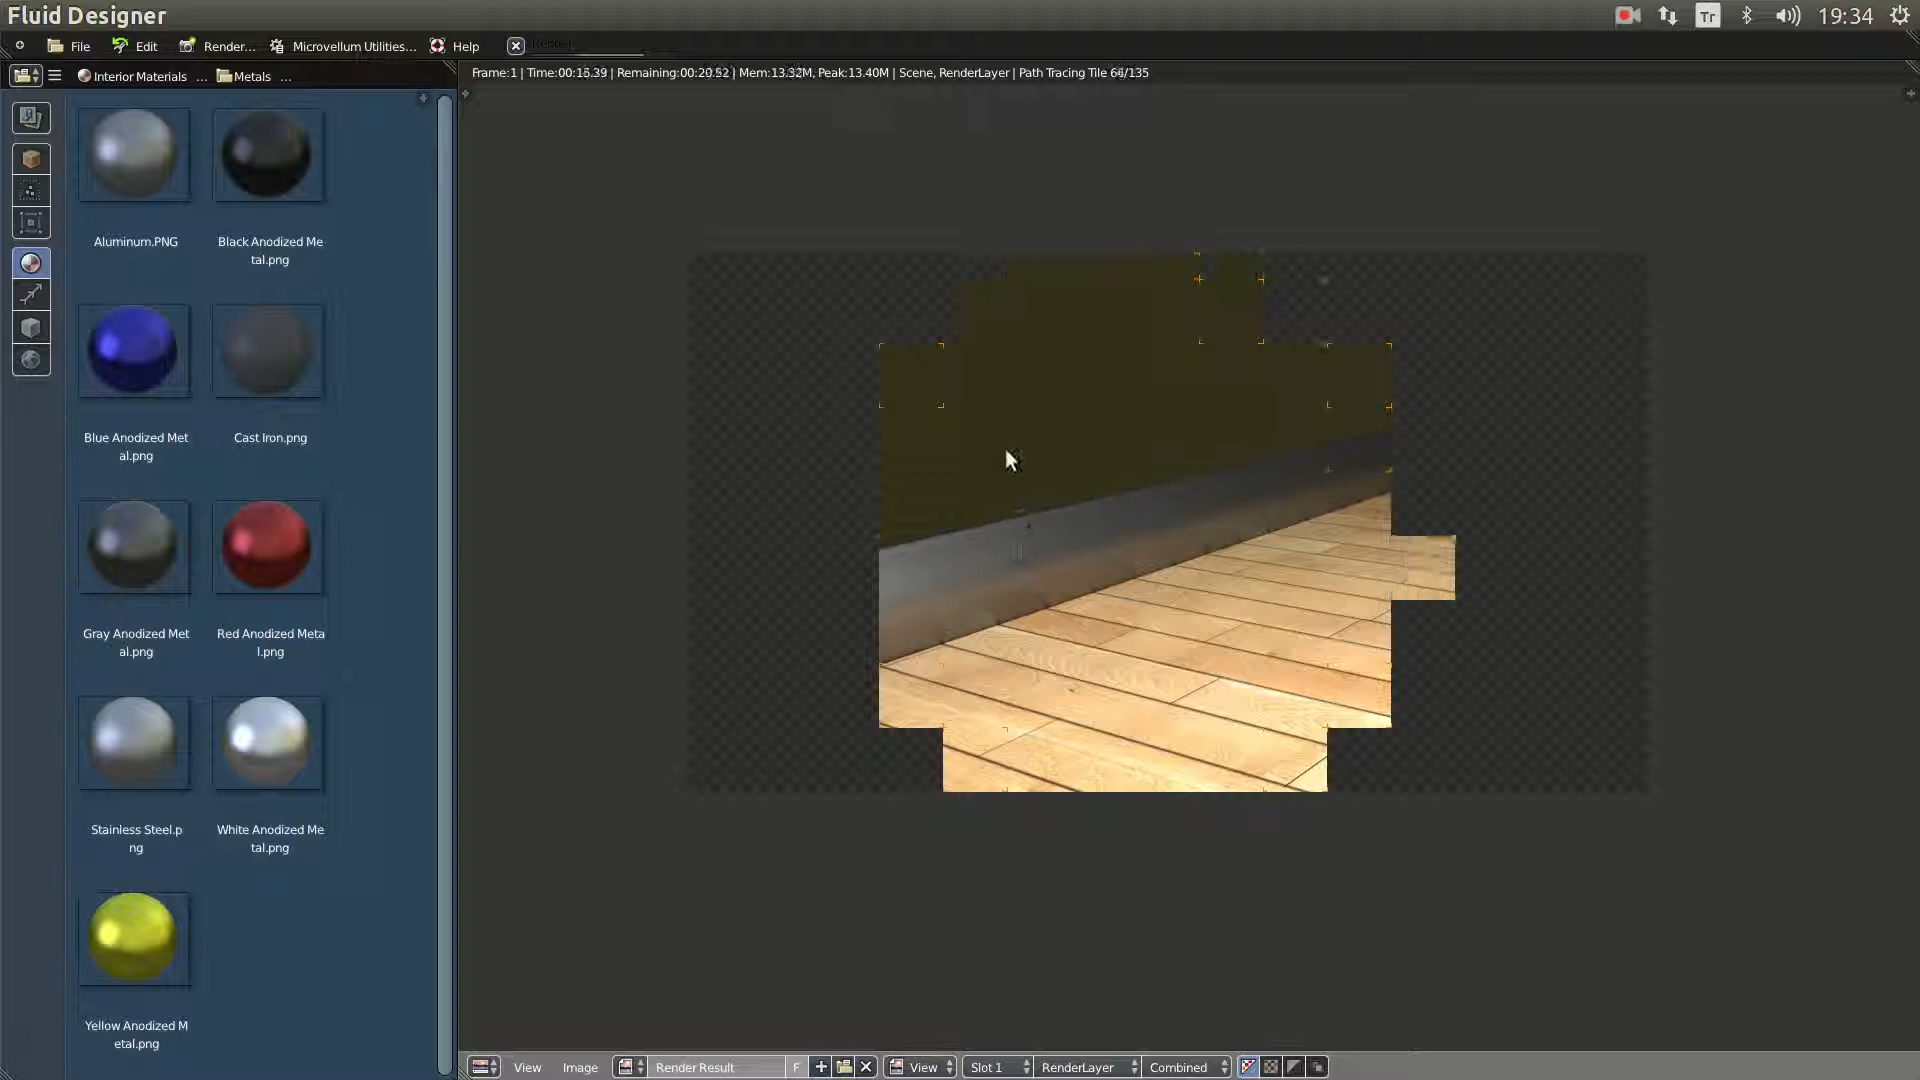 Fluid Designer
Tr
19:34
File
Edit
Render...
Microvellum Utilities...
Help
Interior Materials ...
Metals ...
Frame:1 | Time:00:15.39 | Remaining:00:20.52 | Mem:13.32M, Peak:13.40M | Scene, RenderLayer | Path Tracing Tile 64/135
Aluminum.PNG
Black Anodized Me
tal.png
Blue Anodized Met
al.png
Cast Iron.png
Gray Anodized Met
al.png
Red Anodized Meta
l.png
Stainless Steel.p
ng
White Anodized Me
tal.png
Yellow Anodized M
etal.png
View
Image
Render Result
F
View
Slot 1
RenderLayer
Combined